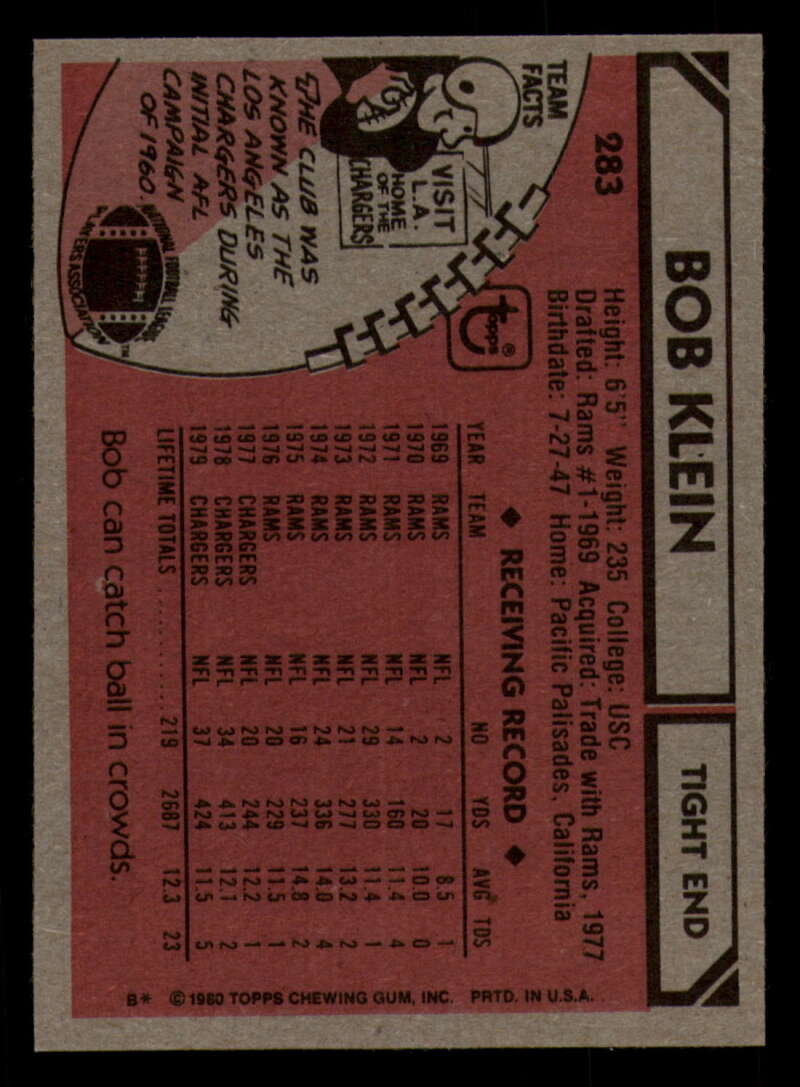 BOB KLEIN
TIGHT END
283
Height: 6'5" Weight: 235 College: USC
Drafted: Rams #1-1969 Acquired: Trade with Rams, 1977
Birthdate: 7-27-47 Home: Pacific Palisades, California
TEAM
FACTS
VISIT
L.A.
HOME
OF THE
CHARGERS
THE CLUB WAS
KNOWN AS THE
LOS ANGELES
CHARGERS DURING
INITIAL AFL
CAMPAIGN
OF 1960.
NATIONAL FOOTBALL LEAGUE
PLAYERS ASSOCIATION™
topps®
◆ RECEIVING RECORD ◆
YEAR TEAM NO YDS AVG TDS
1969 RAMS NFL 2 17 8.5 1
1970 RAMS NFL 2 20 10.0 0
1971 RAMS NFL 14 160 11.4 4
1972 RAMS NFL 29 330 11.4 1
1973 RAMS NFL 21 277 13.2 2
1974 RAMS NFL 24 336 14.0 4
1975 RAMS NFL 16 237 14.8 2
1976 RAMS NFL 20 229 11.5 1
1977 CHARGERS NFL 20 244 12.2 1
1978 CHARGERS NFL 34 413 12.1 2
1979 CHARGERS NFL 37 424 11.5 5
LIFETIME TOTALS .......... 219 2687 12.3 23
Bob can catch ball in crowds.
B* ©1980 TOPPS CHEWING GUM, INC. PRTD. IN U.S.A.